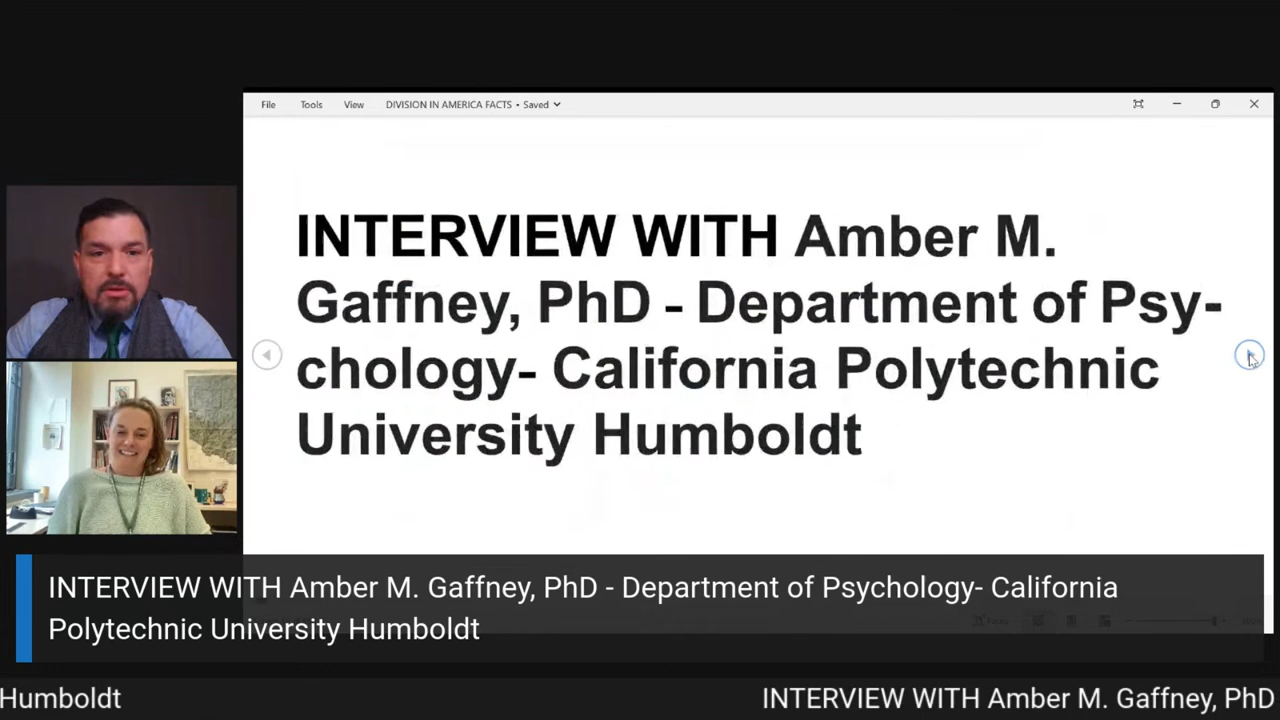 File Tools View DIVISION IN AMERICA FACTS • Saved
INTERVIEW WITH Amber M.
Gaffney, PhD - Department of Psy-
chology- California Polytechnic
University Humboldt
INTERVIEW WITH Amber M. Gaffney, PhD - Department of Psychology- California
Polytechnic University Humboldt
Humboldt
INTERVIEW WITH Amber M. Gaffney, PhD